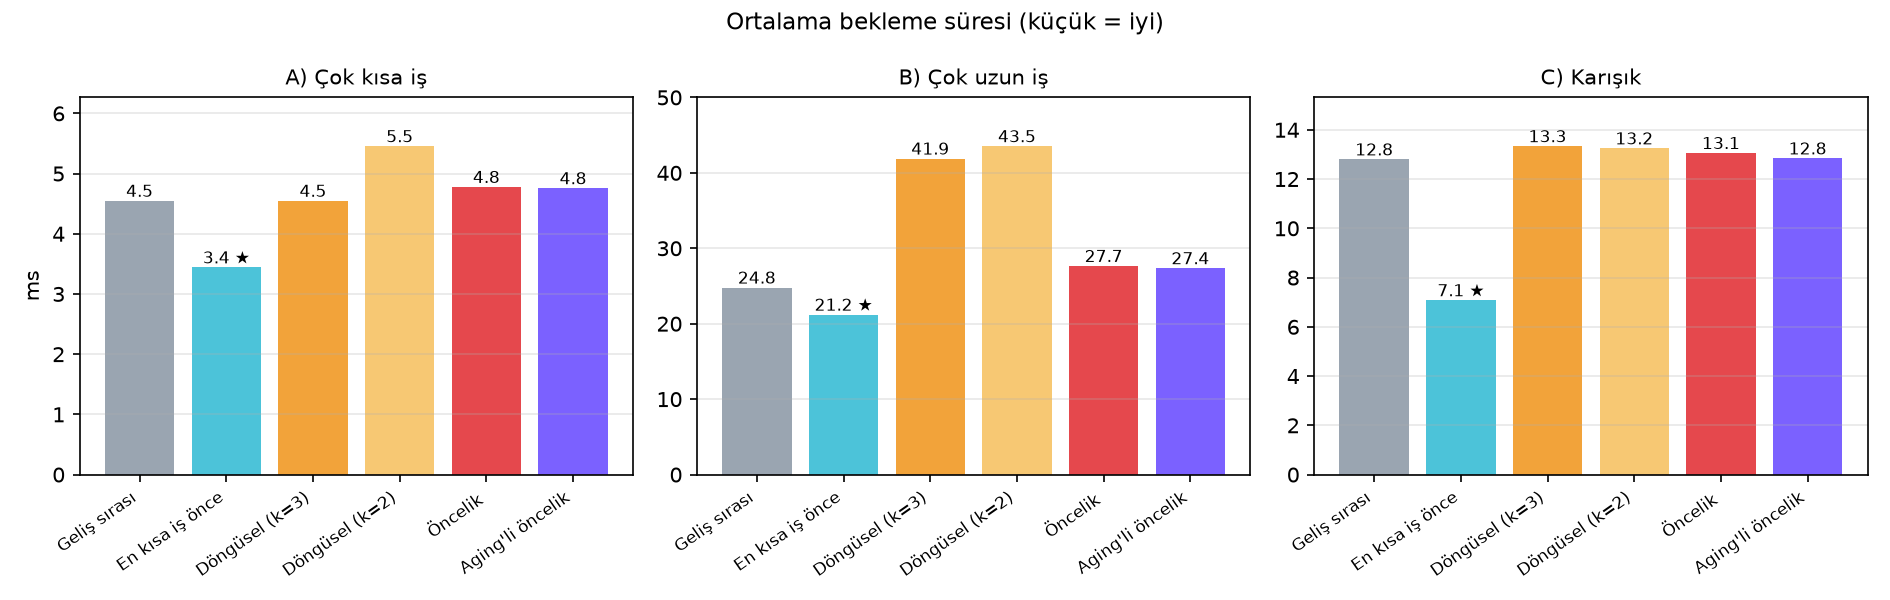 Ortalama bekleme süresi (küçük = iyi)
A) Çok kısa iş
ms
6
5
4
3
2
1
0
4.5
3.4 ★
4.5
5.5
4.8
4.8
Geliş sırası
En kısa iş önce
Döngüsel (k=3)
Döngüsel (k=2)
Öncelik
Aging'li öncelik
B) Çok uzun iş
50
40
30
20
10
0
24.8
21.2 ★
41.9
43.5
27.7
27.4
Geliş sırası
En kısa iş önce
Döngüsel (k=3)
Döngüsel (k=2)
Öncelik
Aging'li öncelik
C) Karışık
14
12
10
8
6
4
2
0
12.8
7.1 ★
13.3
13.2
13.1
12.8
Geliş sırası
En kısa iş önce
Döngüsel (k=3)
Döngüsel (k=2)
Öncelik
Aging'li öncelik